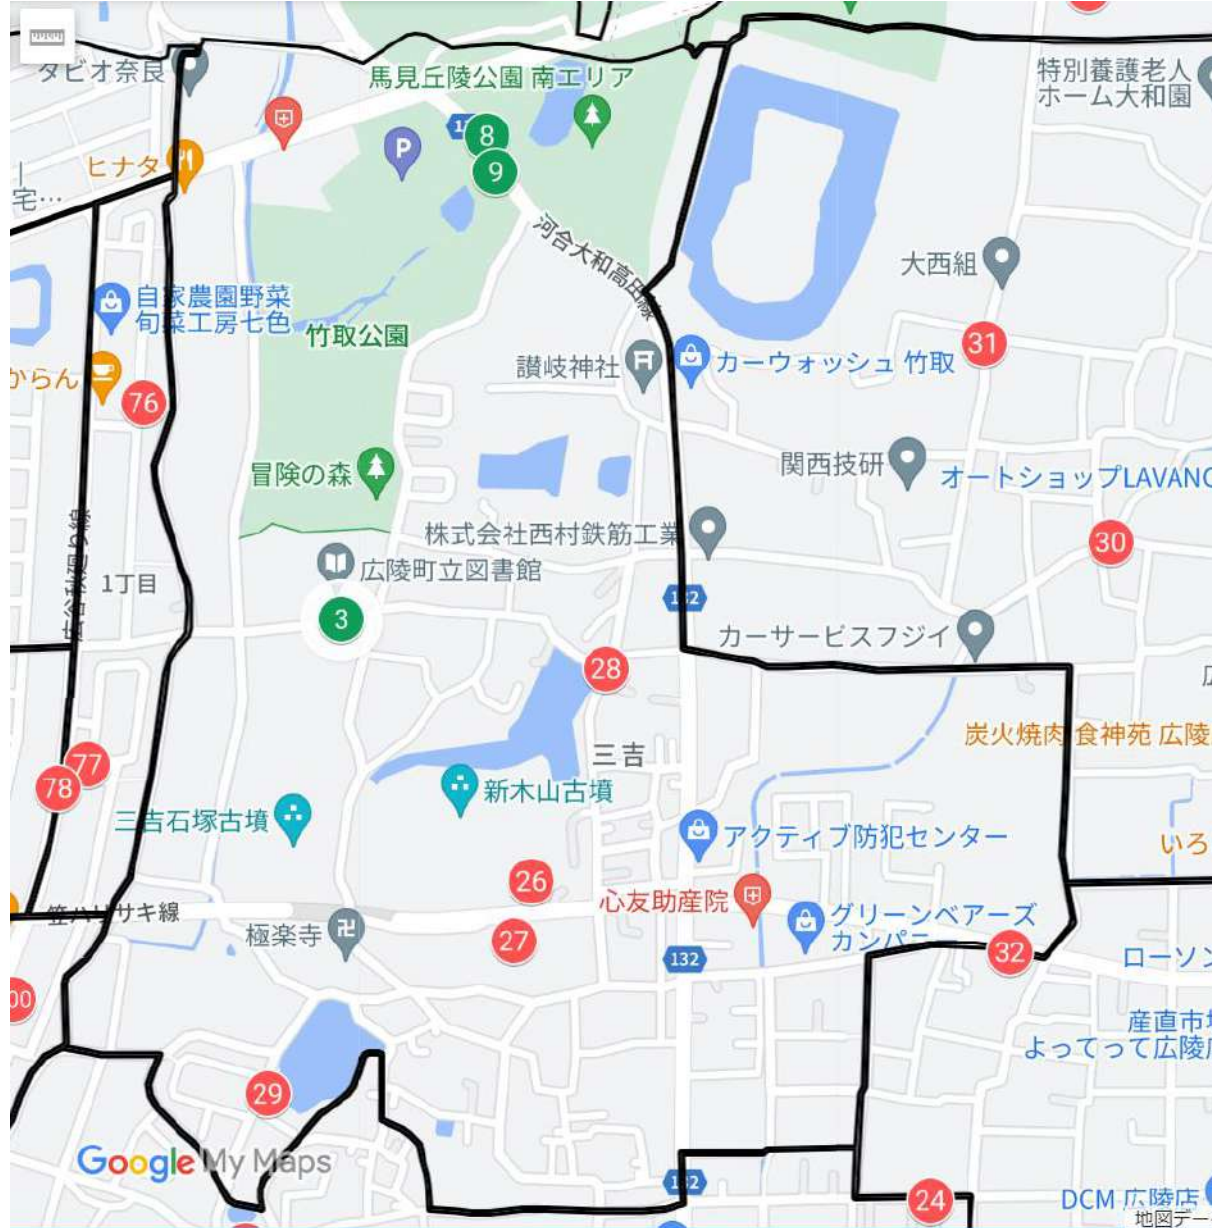 タビオ奈良
馬見丘陵公園 南エリア
特別養護老人
ホーム大和園
8
P
9
ヒナタ
宅…
河合大和高田線
大西組
自家農園野菜
旬菜工房七色
竹取公園
31
讃岐神社
カーウォッシュ 竹取
からん
76
冒険の森
関西技研
オートショップLAVANC
株式会社西村鉄筋工業
30
広陵町立図書館
1丁目
132
3
カーサービスフジイ
28
広
炭火焼肉 食神苑 広陵
三吉
77
78
新木山古墳
三吉石塚古墳
アクティブ防犯センター
いろ
26
心友助産院
グリーンベアーズ
カンパニ
笠ハリサキ線
極楽寺
27
132
32
ローソン
00
産直市場
よってって広陵店
29
Google My Maps
132
24
DCM 広陵店
地図デー